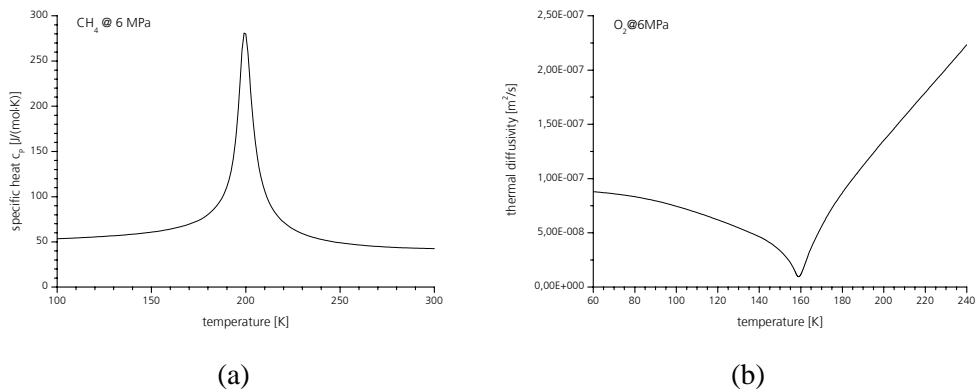 CH4 @ 6 MPa
specific heat cP [J/(mol·K)]
300
250
200
150
100
50
0
100
150
200
250
300
temperature [K]
(a)
O2@6MPa
thermal diffusivity [m²/s]
2,50E-007
2,00E-007
1,50E-007
1,00E-007
5,00E-008
0,00E+000
60
80
100
120
140
160
180
200
220
240
temperature [K]
(b)